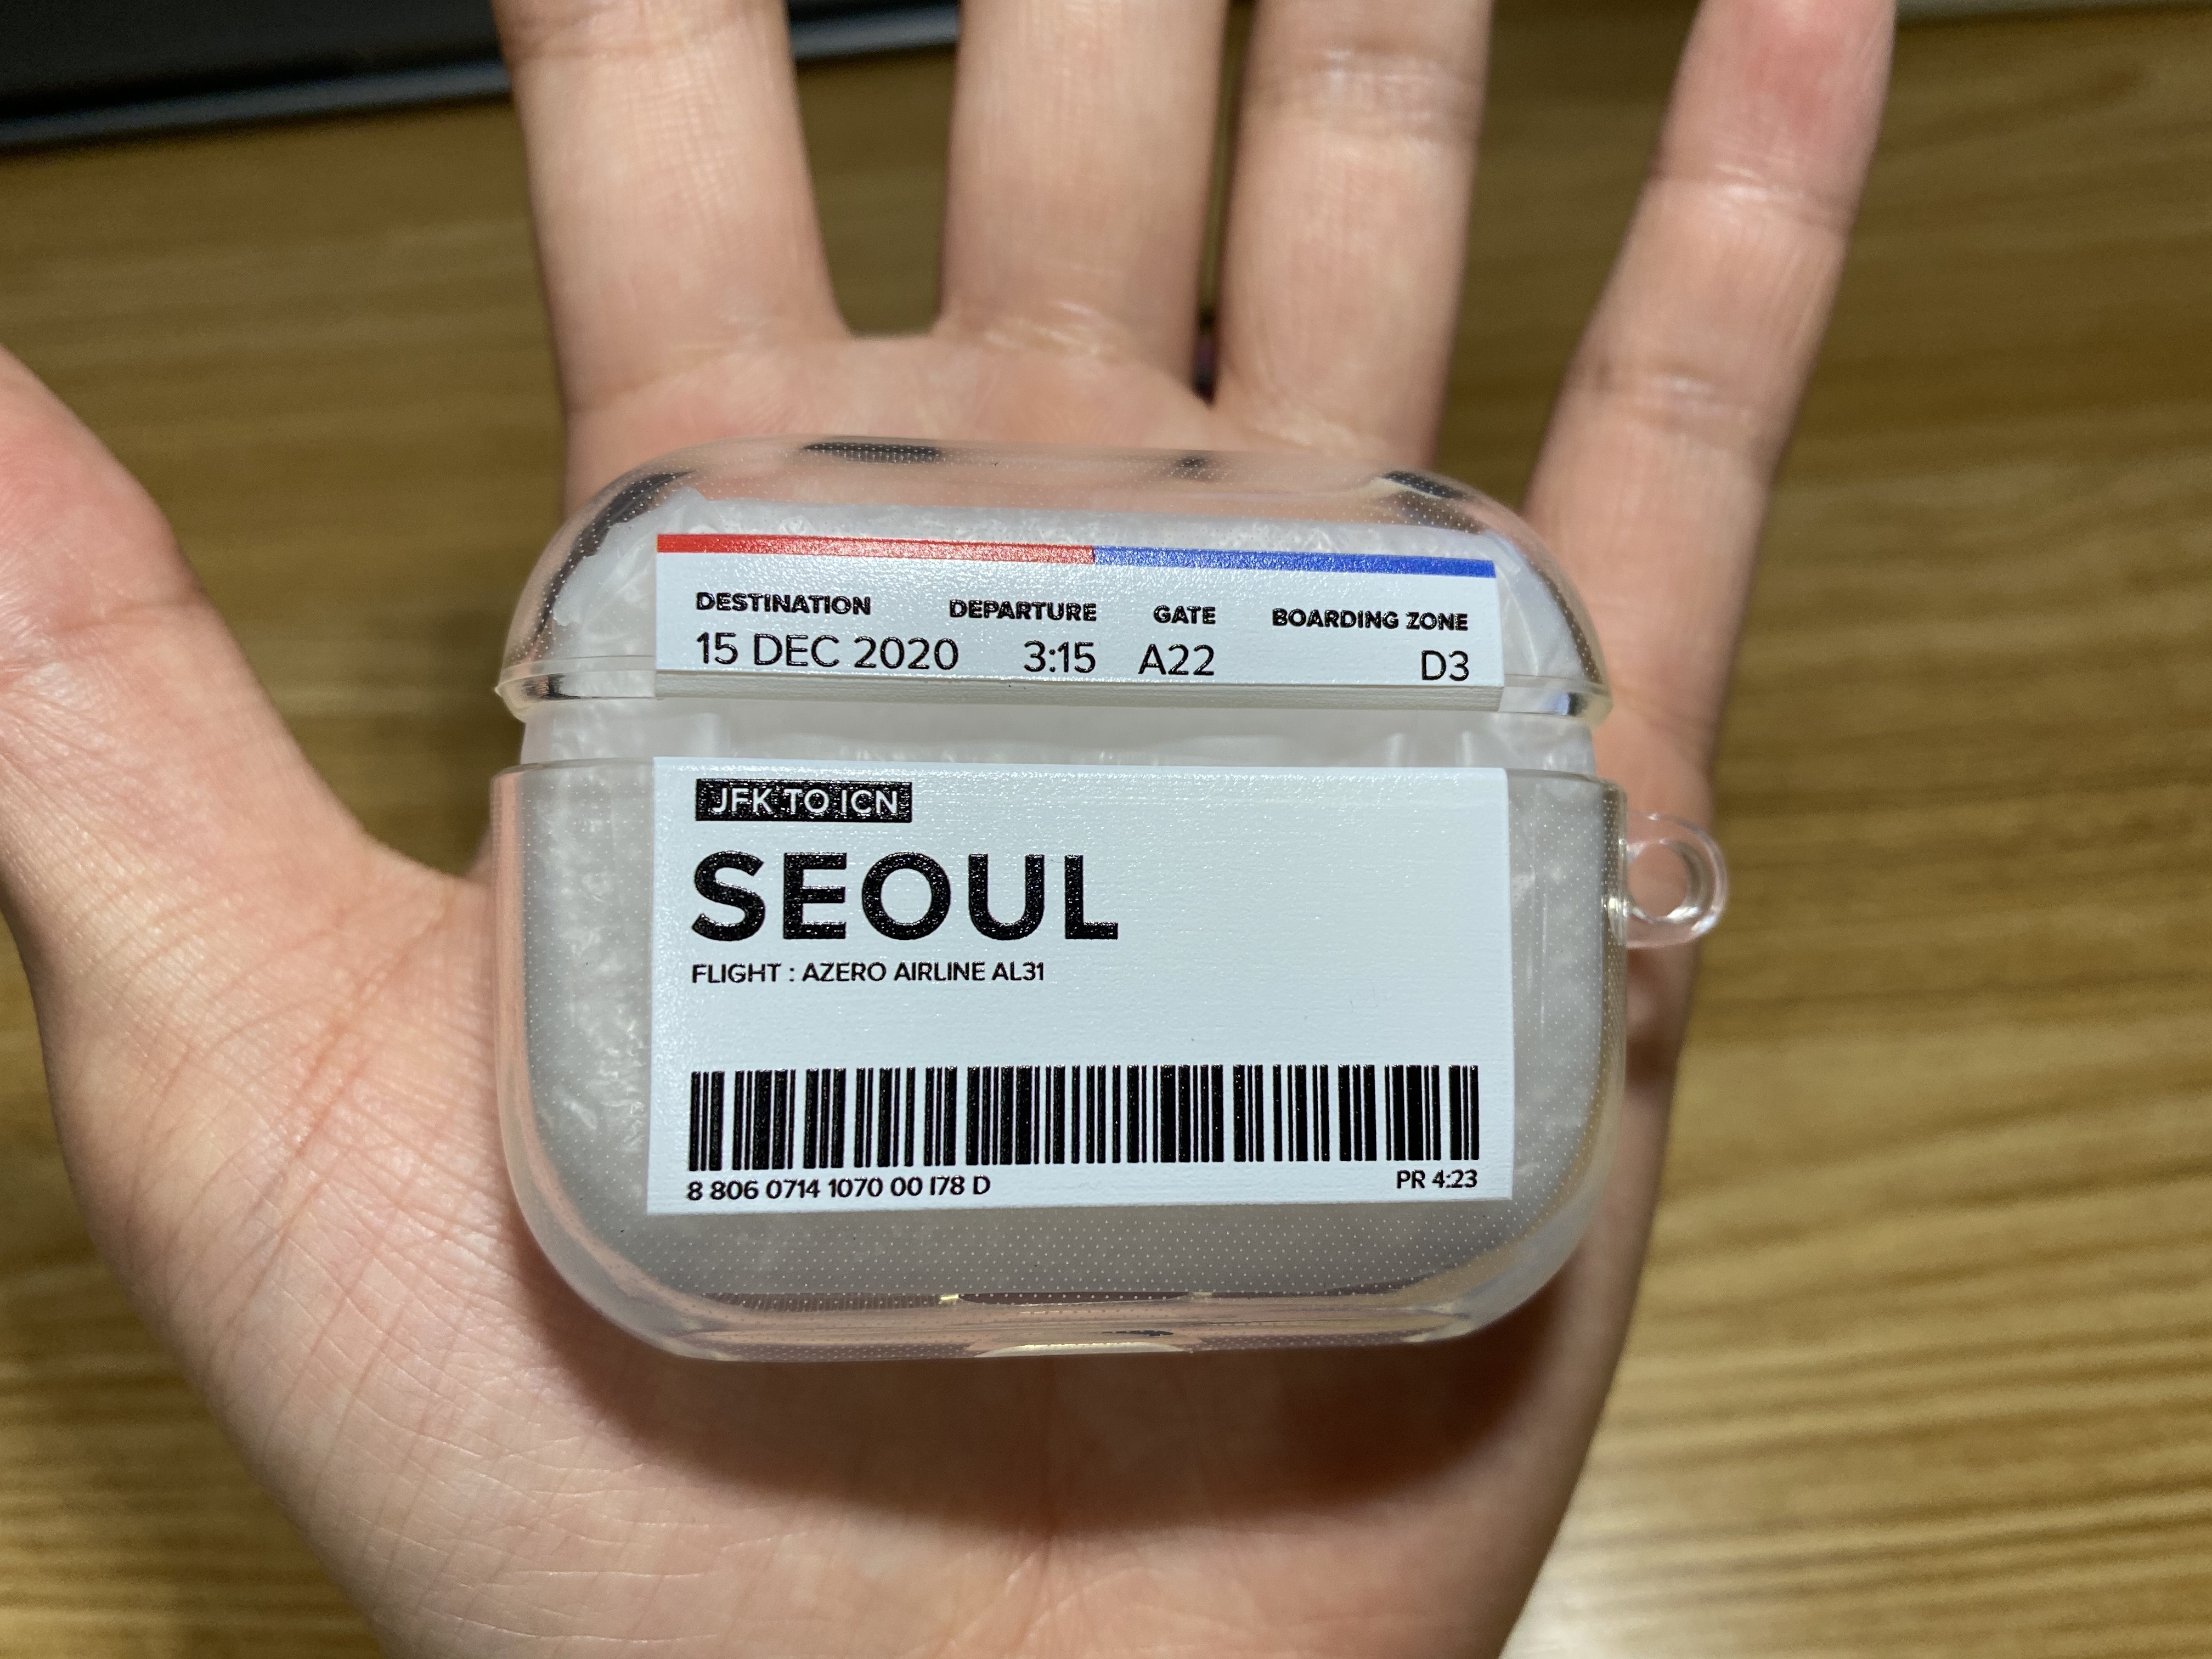 DESTINATION DEPARTURE GATE BOARDING ZONE
15 DEC 2020 3:15 A22 D3
JFK TO ICN
SEOUL
FLIGHT : AZERO AIRLINE AL31
8 806 0714 1070 00 178 D PR 4:23